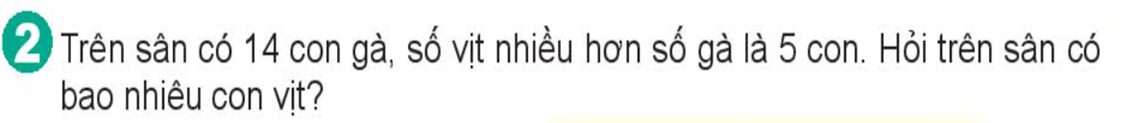 2 Trên sân có 14 con gà, số vịt nhiều hơn số gà là 5 con. Hỏi trên sân có
bao nhiêu con vịt?